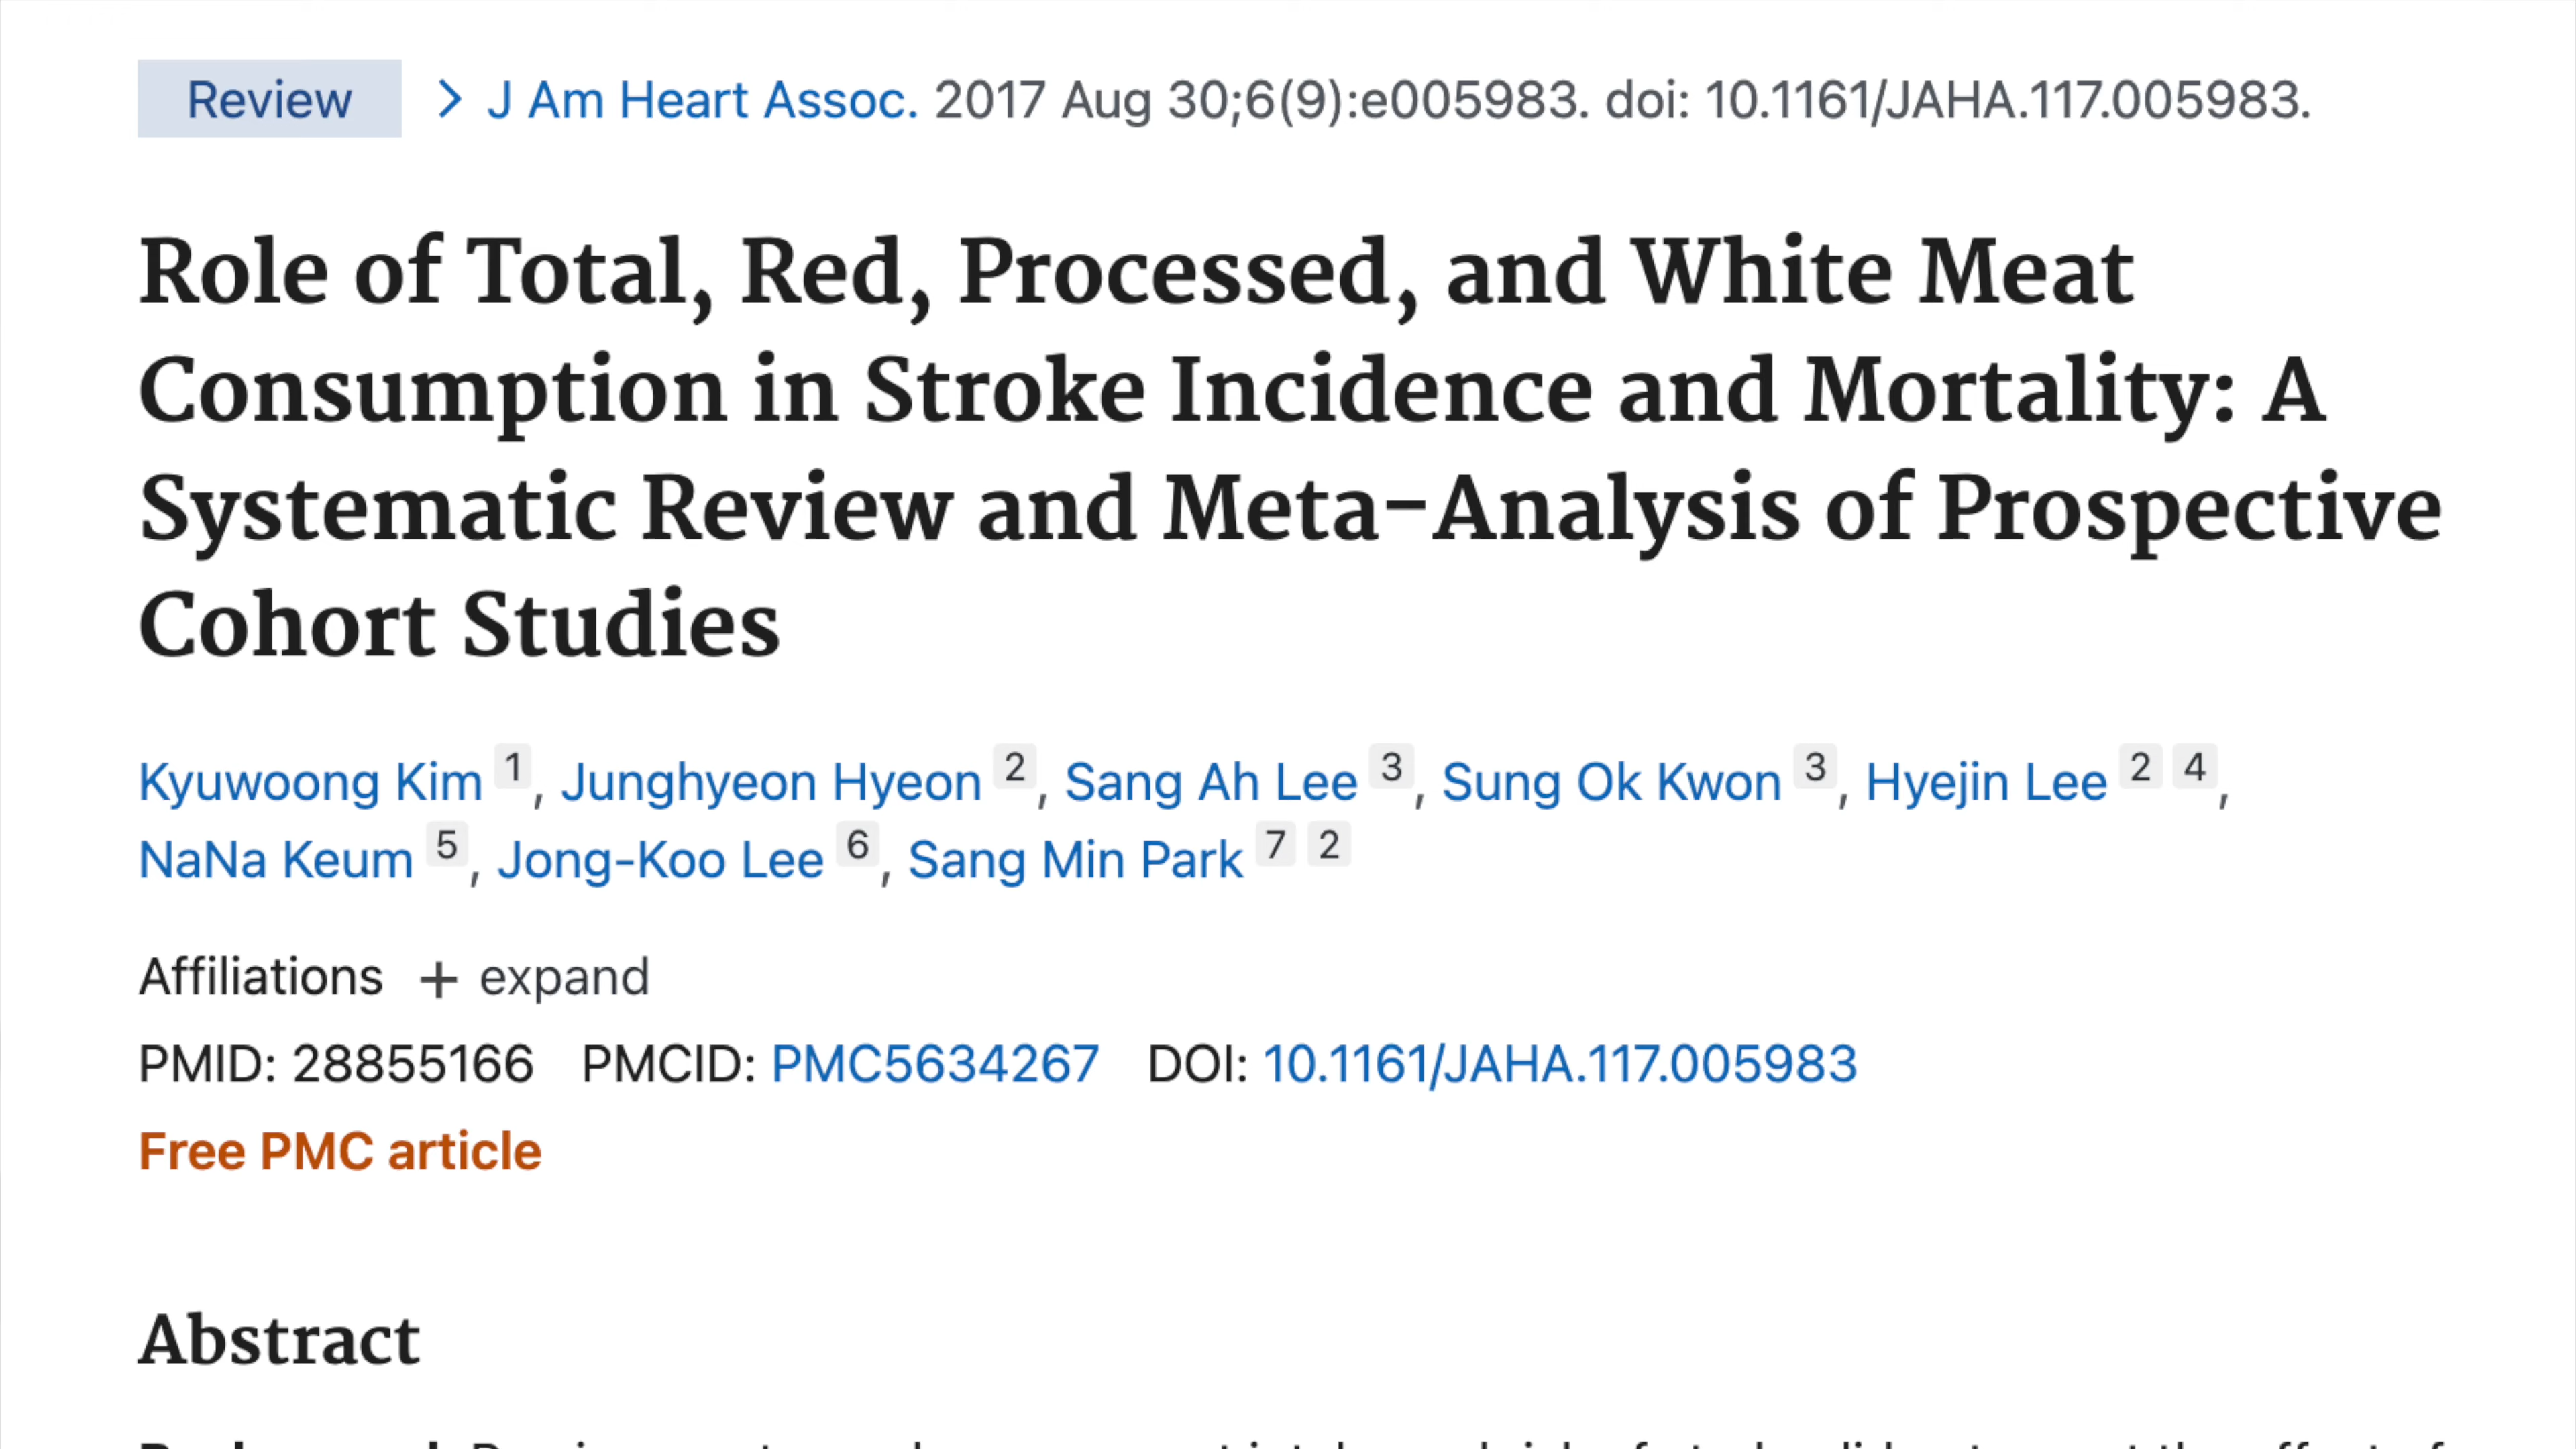 Review > J Am Heart Assoc. 2017 Aug 30;6(9):e005983. doi: 10.1161/JAHA.117.005983.
Role of Total, Red, Processed, and White Meat
Consumption in Stroke Incidence and Mortality: A
Systematic Review and Meta-Analysis of Prospective
Cohort Studies
Kyuwoong Kim 1, Junghyeon Hyeon 2, Sang Ah Lee 3, Sung Ok Kwon 3, Hyejin Lee 2 4,
NaNa Keum 5, Jong-Koo Lee 6, Sang Min Park 7 2
Affiliations + expand
PMID: 28855166 PMCID: PMC5634267 DOI: 10.1161/JAHA.117.005983
Free PMC article
Abstract